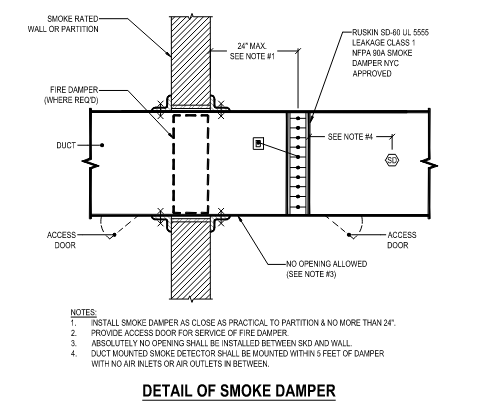 SMOKE RATED
WALL OR PARTITION
24" MAX.
SEE NOTE #1
RUSKIN SD-60 UL 5555
LEAKAGE CLASS 1
NFPA 90A SMOKE
DAMPER NYC
APPROVED
FIRE DAMPER
(WHERE REQ'D)
DUCT
SEE NOTE #4
SD
ACCESS
DOOR
ACCESS
DOOR
NO OPENING ALLOWED
(SEE NOTE #3)
NOTES:
1. INSTALL SMOKE DAMPER AS CLOSE AS PRACTICAL TO PARTITION & NO MORE THAN 24".
2. PROVIDE ACCESS DOOR FOR SERVICE OF FIRE DAMPER.
3. ABSOLUTELY NO OPENING SHALL BE INSTALLED BETWEEN SKD AND WALL.
4. DUCT MOUNTED SMOKE DETECTOR SHALL BE MOUNTED WITHIN 5 FEET OF DAMPER
WITH NO AIR INLETS OR AIR OUTLETS IN BETWEEN.
DETAIL OF SMOKE DAMPER